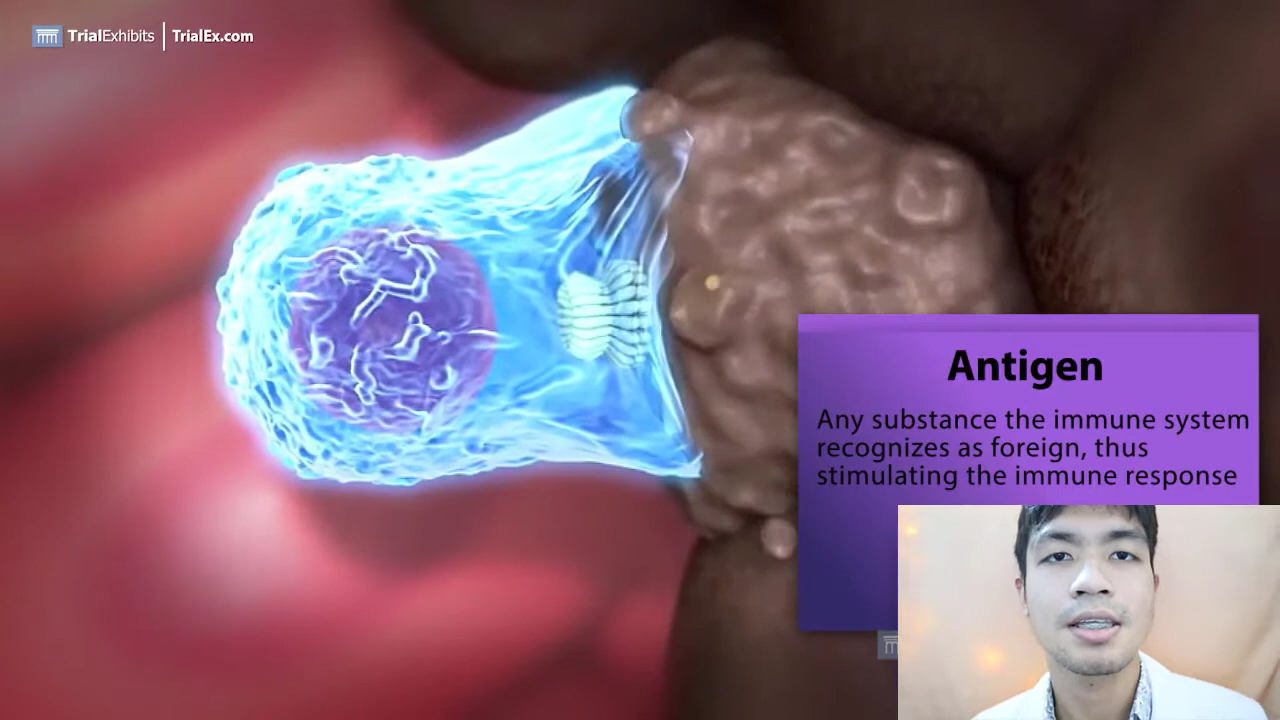 TrialExhibits | TrialEx.com
Antigen
Any substance the immune system
recognizes as foreign, thus
stimulating the immune response